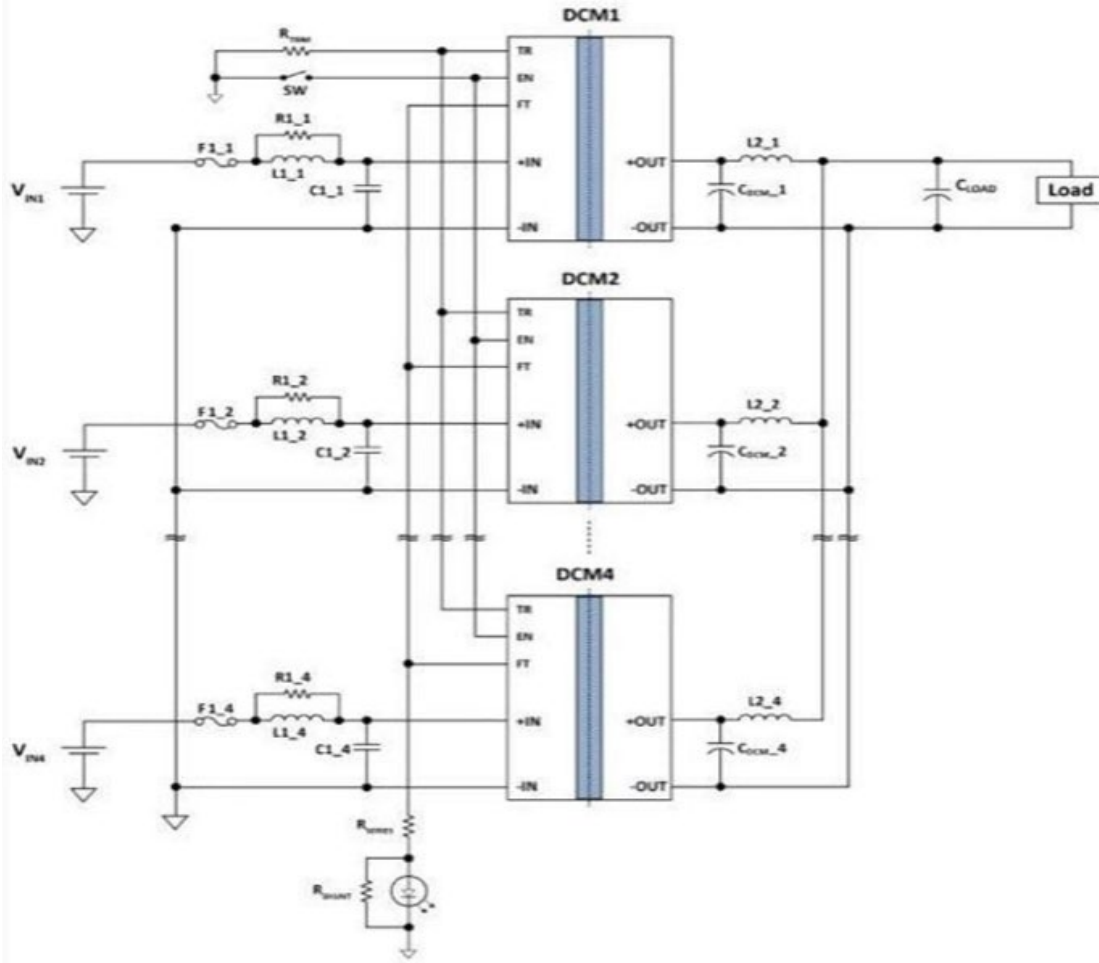 DCM1
R_TRIM
TR
EN
SW
FT
R1_1
F1_1
L1_1
+IN
+OUT
L2_1
V_IN1
C1_1
C_DCM_1
C_LOAD
Load
-IN
-OUT
DCM2
TR
EN
FT
R1_2
F1_2
L1_2
+IN
+OUT
L2_2
V_IN2
C1_2
C_DCM_2
-IN
-OUT
DCM4
TR
EN
FT
R1_4
F1_4
L1_4
+IN
+OUT
L2_4
V_IN4
C1_4
C_DCM_4
-IN
-OUT
R_SERIES
R_SHUNT